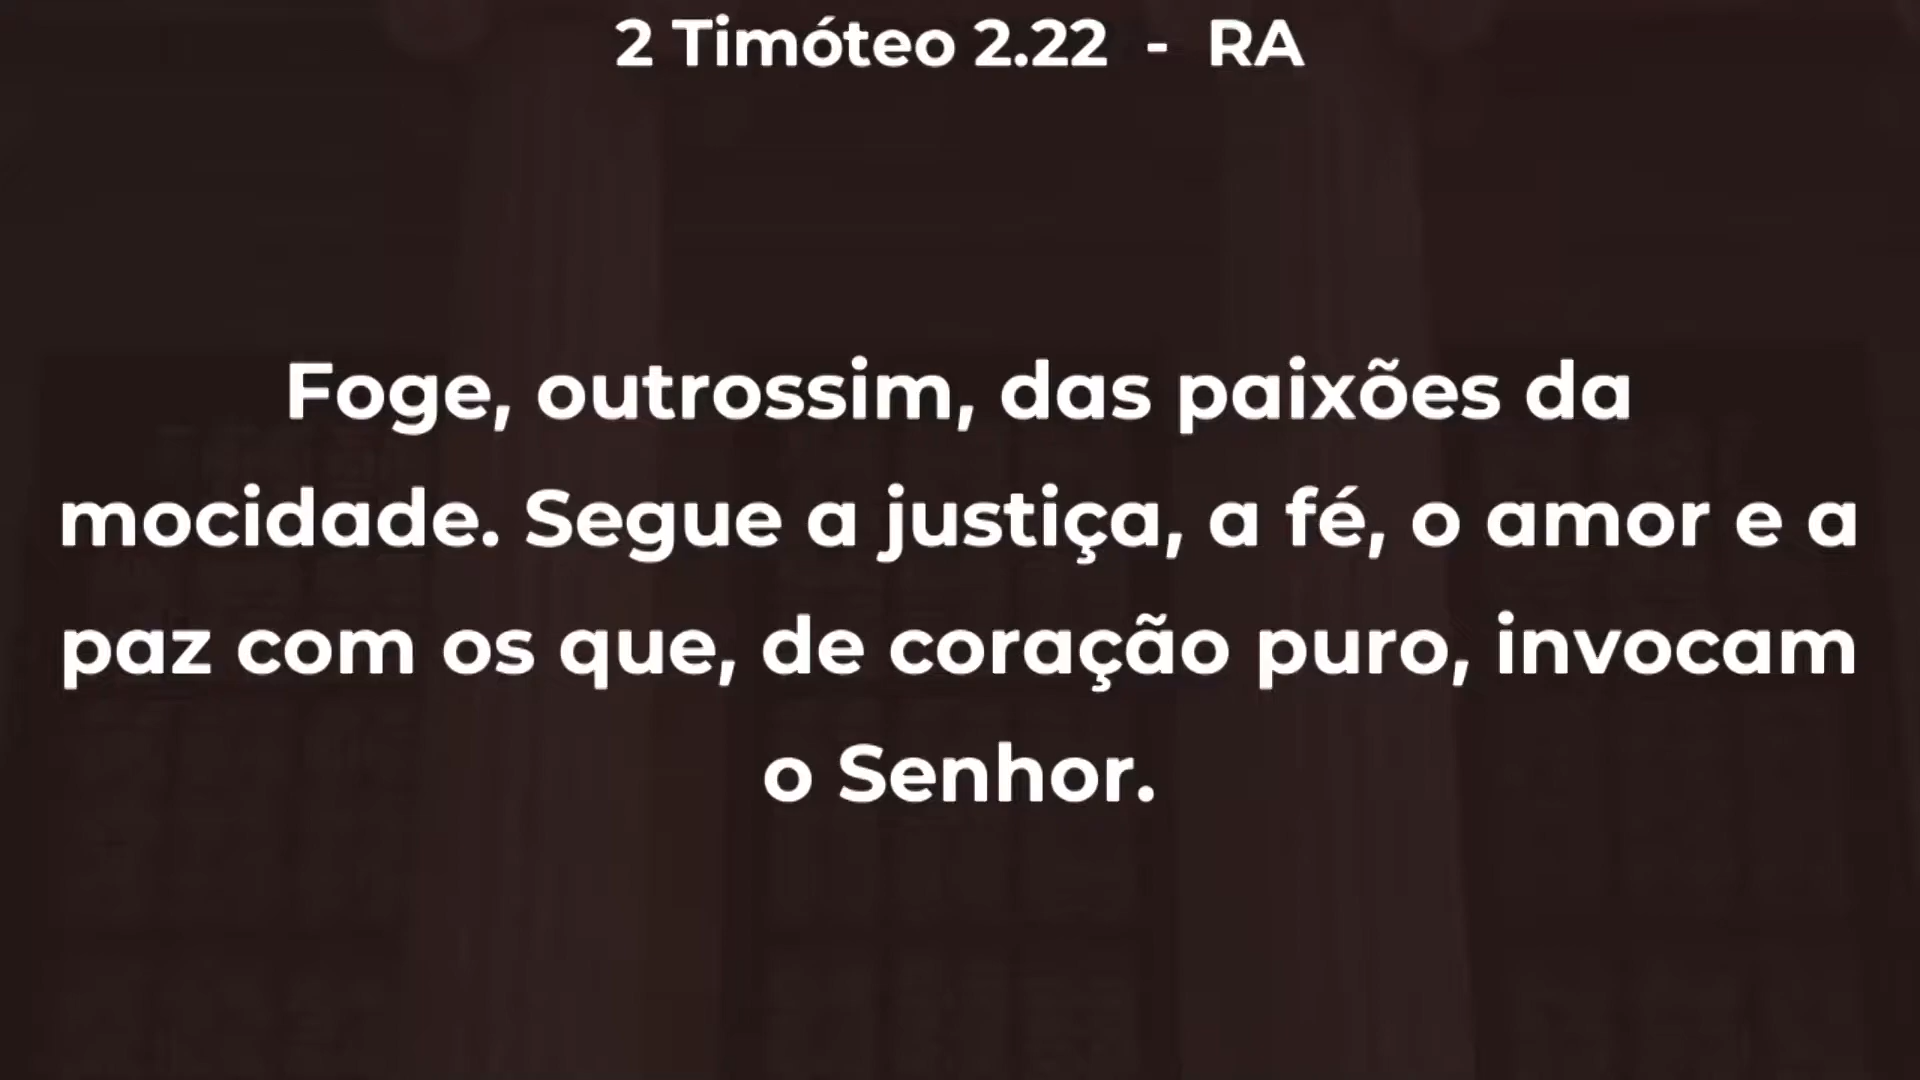 2 Timóteo 2.22 - RA
Foge, outrossim, das paixões da
mocidade. Segue a justiça, a fé, o amor e a
paz com os que, de coração puro, invocam
o Senhor.